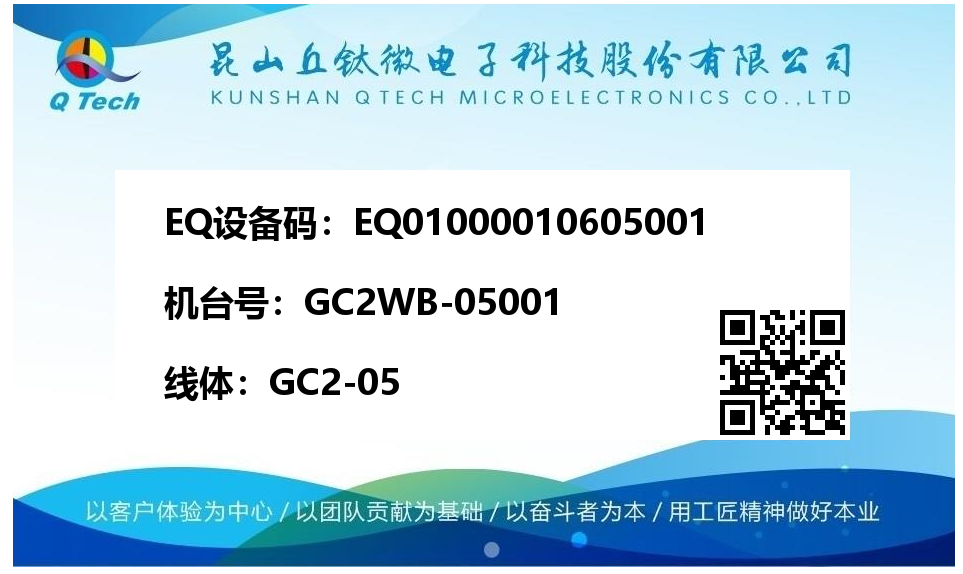 昆山丘钛微电子科技股份有限公司
Q Tech
KUNSHAN Q TECH MICROELECTRONICS CO.,LTD
EQ设备码：EQ01000010605001
机台号：GC2WB-05001
线体：GC2-05
以客户体验为中心 / 以团队贡献为基础 / 以奋斗者为本 / 用工匠精神做好本业